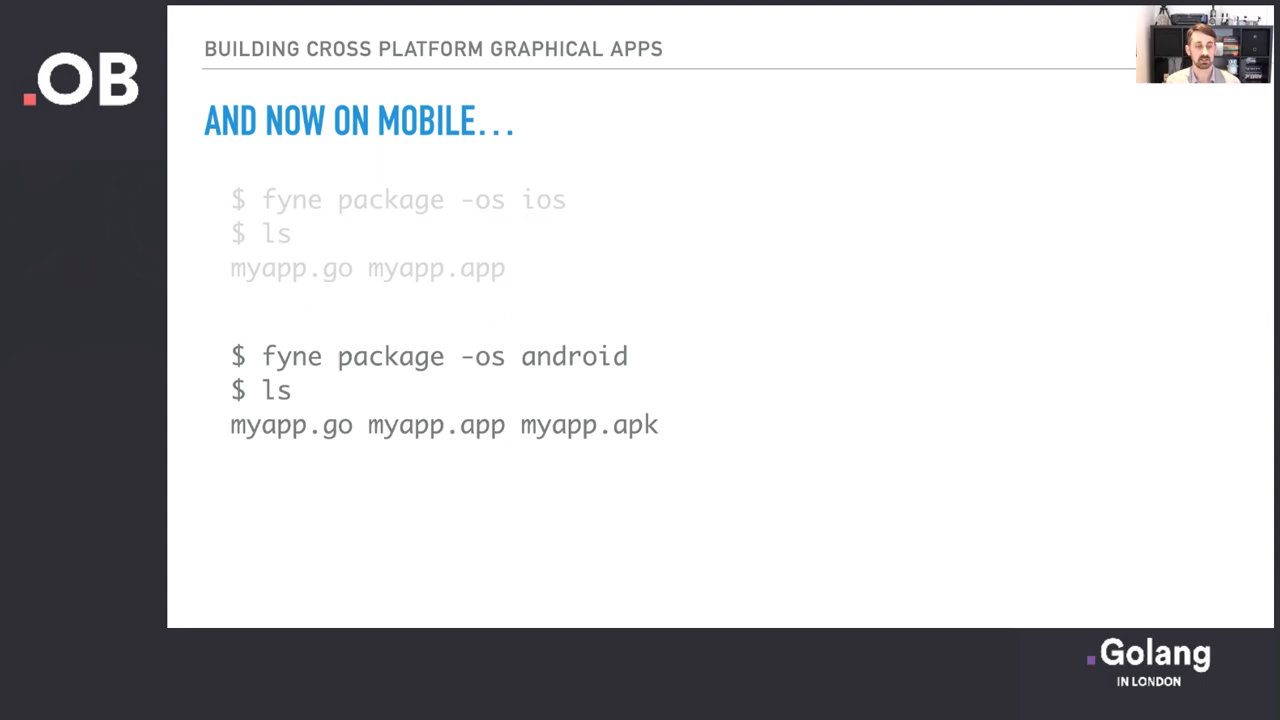 .OB
BUILDING CROSS PLATFORM GRAPHICAL APPS
AND NOW ON MOBILE...
$ fyne package -os ios
$ ls
myapp.go myapp.app
$ fyne package -os android
$ ls
myapp.go myapp.app myapp.apk
.Golang
IN LONDON